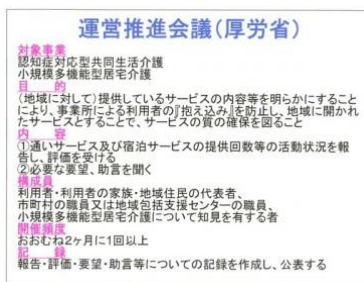 運営推進会議(厚労省)
対象事業
認知症対応型共同生活介護
小規模多機能型居宅介護
目　的
(地域に対して)提供しているサービスの内容等を明らかにすること
により、事業所による利用者の『抱え込み』を防止し、地域に開かれ
たサービスとすることで、サービスの質の確保を図ること
内　容
①通いサービス及び宿泊サービスの提供回数等の活動状況を報
告し、評価を受ける
②必要な要望、助言を聞く
構成員
利用者・利用者の家族・地域住民の代表者、
市町村の職員又は地域包括支援センターの職員、
小規模多機能型居宅介護について知見を有する者
開催頻度
おおむね2ヶ月に1回以上
記　録
報告・評価・要望・助言等についての記録を作成し、公表する